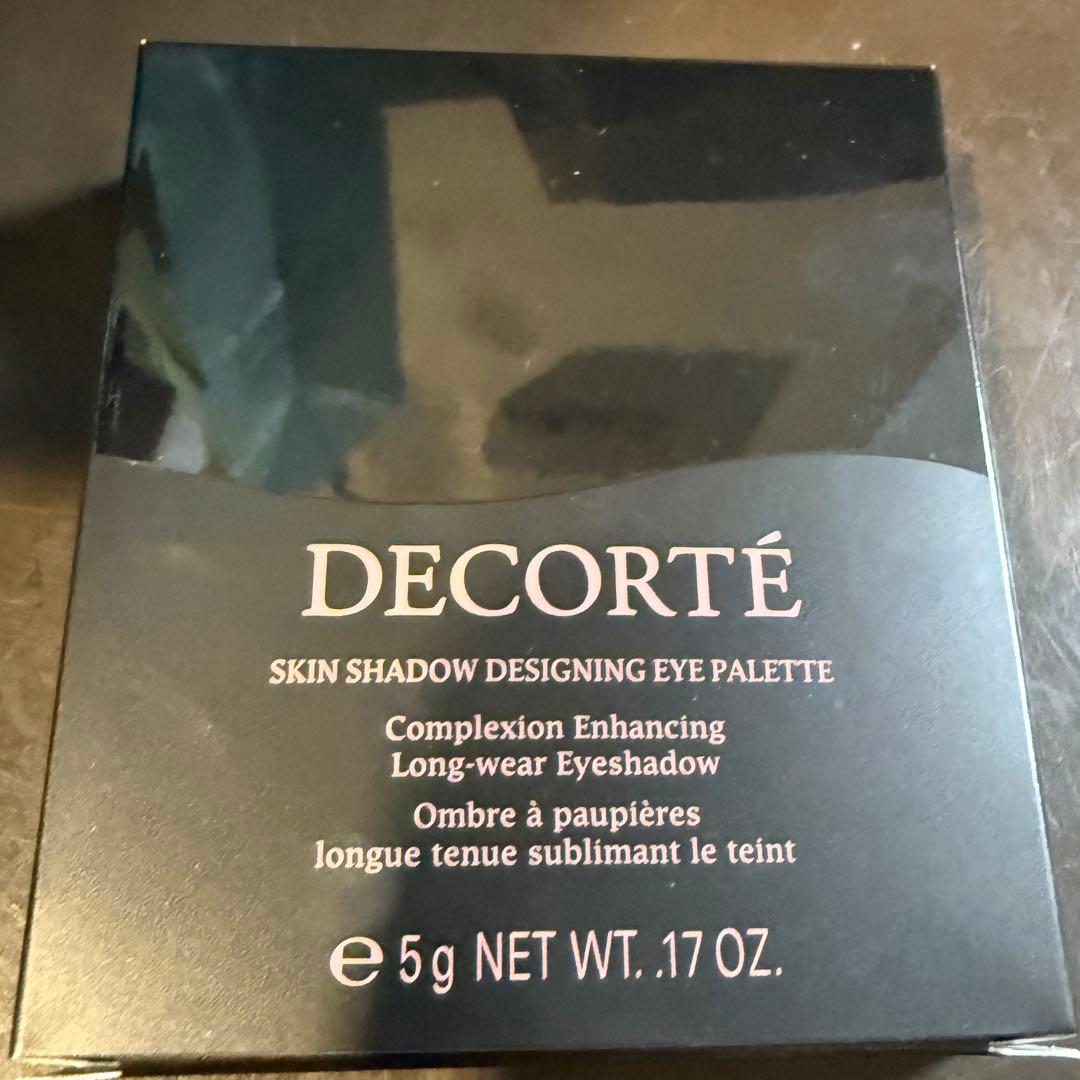 DECORTÉ
SKIN SHADOW DESIGNING EYE PALETTE
Complexion Enhancing
Long-wear Eyeshadow
Ombre à paupières
longue tenue sublimant le teint
℮ 5g NET WT. .17 OZ.